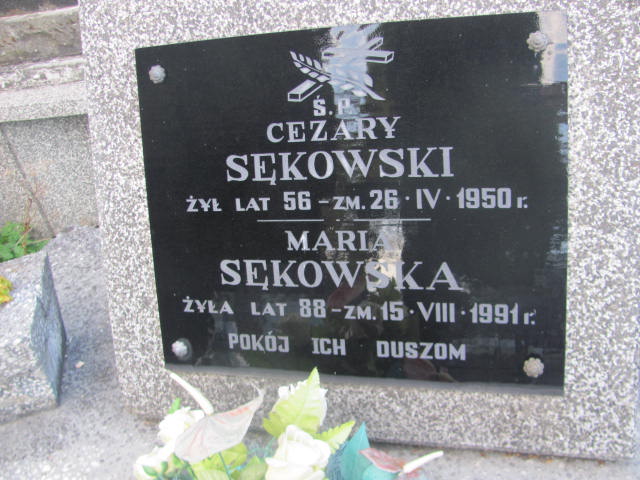 Ś.P.
CEZARY
SĘKOWSKI
ŻYŁ LAT 56 - ZM. 26 · IV · 1950 r.
MARIA
SĘKOWSKA
ŻYŁA LAT 88 - ZM. 15 · VIII · 1991 r.
POKÓJ ICH DUSZOM